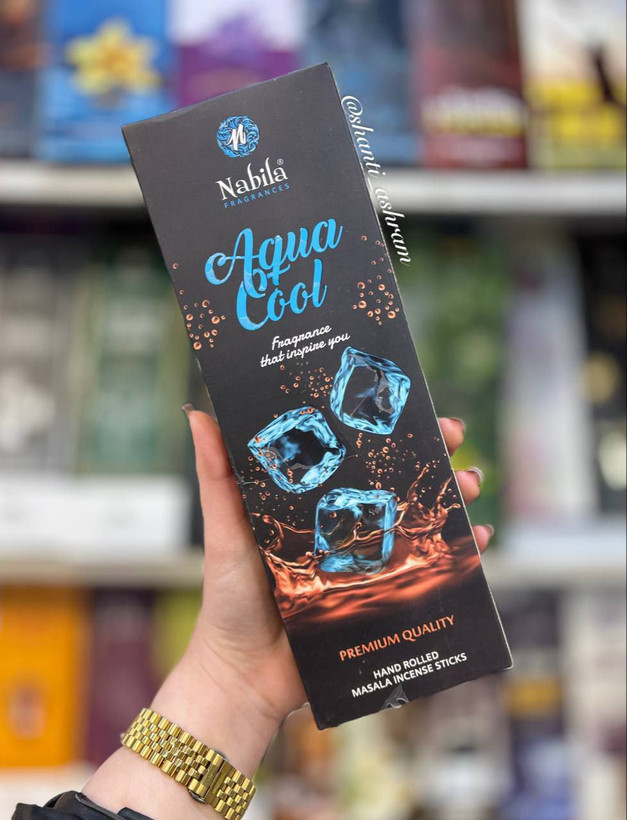 n
Nabila®
FRAGRANCES
Aqua
Cool
Fragrance
that inspire you
PREMIUM QUALITY
HAND ROLLED
MASALA INCENSE STICKS
@shanti_ashram